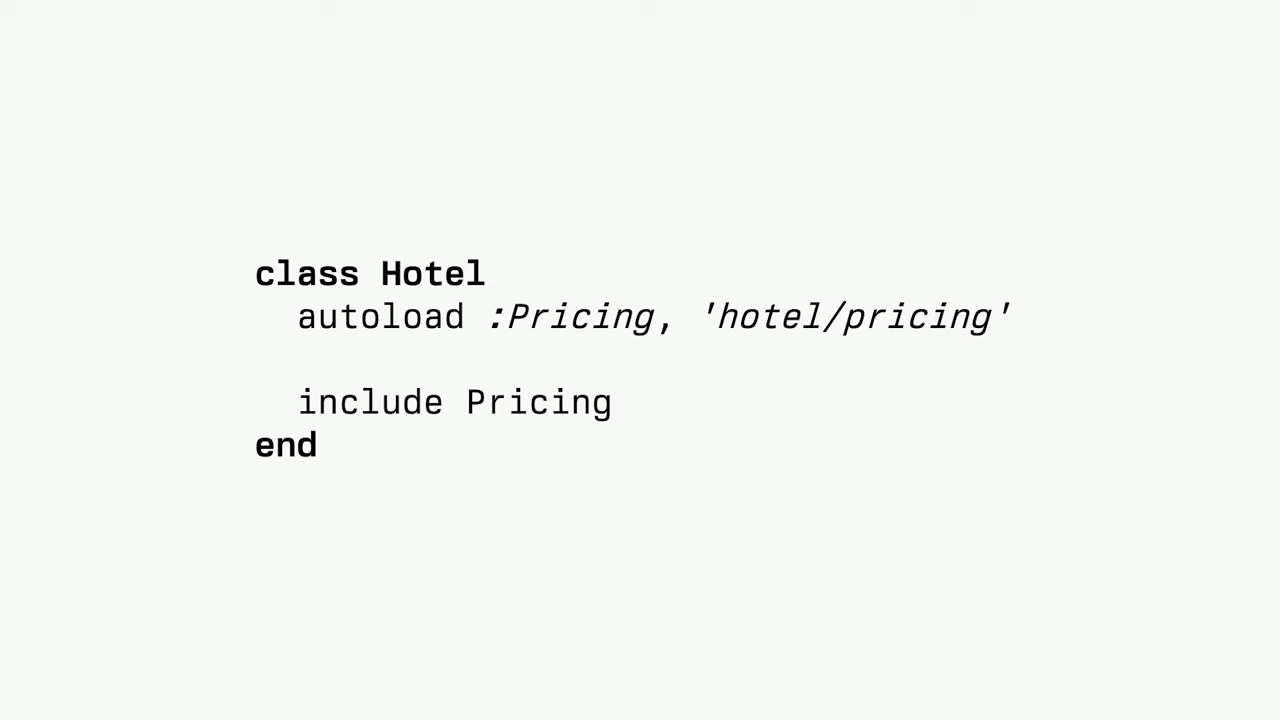 class Hotel
  autoload :Pricing, 'hotel/pricing'
  include Pricing
end